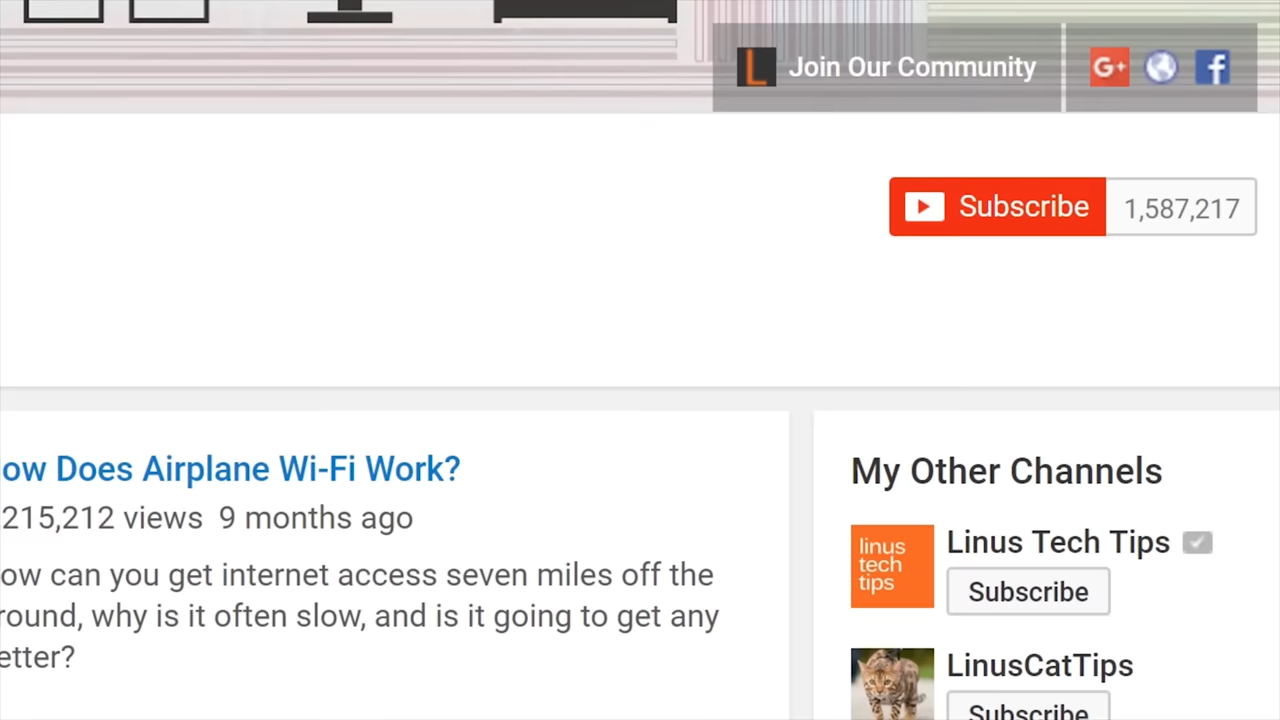 L Join Our Community G+ f
Subscribe 1,587,217
ow Does Airplane Wi-Fi Work?
,215,212 views 9 months ago
ow can you get internet access seven miles off the
round, why is it often slow, and is it going to get any
etter?
My Other Channels
linus
tech
tips
Linus Tech Tips
Subscribe
LinusCatTips
Subscribe